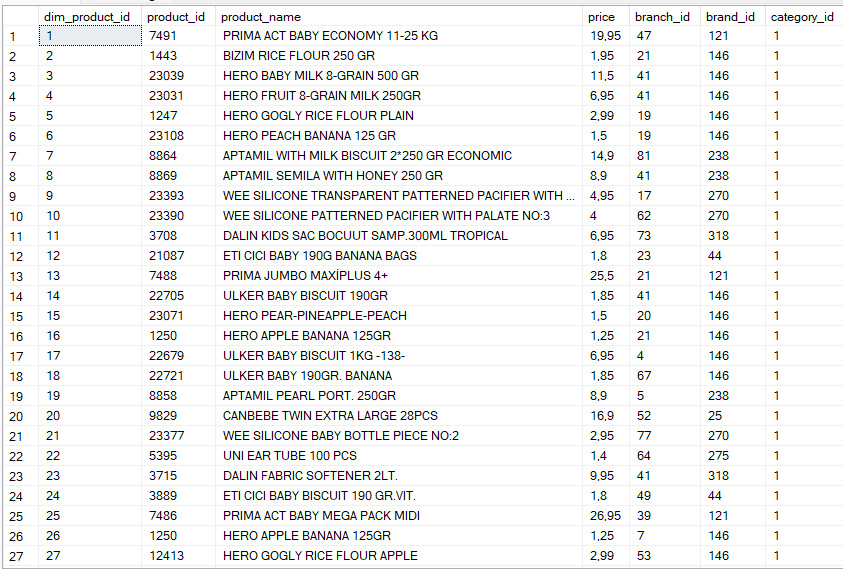 dim_product_id product_id product_name price branch_id brand_id category_id
1 1 7491 PRIMA ACT BABY ECONOMY 11-25 KG 19,95 47 121 1
2 2 1443 BIZIM RICE FLOUR 250 GR 1,95 21 146 1
3 3 23039 HERO BABY MILK 8-GRAIN 500 GR 11,5 41 146 1
4 4 23031 HERO FRUIT 8-GRAIN MILK 250GR 6,95 41 146 1
5 5 1247 HERO GOGLY RICE FLOUR PLAIN 2,99 19 146 1
6 6 23108 HERO PEACH BANANA 125 GR 1,5 19 146 1
7 7 8864 APTAMIL WITH MILK BISCUIT 2*250 GR ECONOMIC 14,9 81 238 1
8 8 8869 APTAMIL SEMILA WITH HONEY 250 GR 8,9 41 238 1
9 9 23393 WEE SILICONE TRANSPARENT PATTERNED PACIFIER WITH ... 4,95 17 270 1
10 10 23390 WEE SILICONE PATTERNED PACIFIER WITH PALATE NO:3 4 62 270 1
11 11 3708 DALIN KIDS SAC BOCUUT SAMP.300ML TROPICAL 6,95 73 318 1
12 12 21087 ETI CICI BABY 190G BANANA BAGS 1,8 23 44 1
13 13 7488 PRIMA JUMBO MAXİPLUS 4+ 25,5 21 121 1
14 14 22705 ULKER BABY BISCUIT 190GR 1,85 41 146 1
15 15 23071 HERO PEAR-PINEAPPLE-PEACH 1,5 20 146 1
16 16 1250 HERO APPLE BANANA 125GR 1,25 21 146 1
17 17 22679 ULKER BABY BISCUIT 1KG -138- 6,95 4 146 1
18 18 22721 ULKER BABY 190GR. BANANA 1,85 67 146 1
19 19 8858 APTAMIL PEARL PORT. 250GR 8,9 5 238 1
20 20 9829 CANBEBE TWIN EXTRA LARGE 28PCS 16,9 52 25 1
21 21 23377 WEE SILICONE BABY BOTTLE PIECE NO:2 2,95 77 270 1
22 22 5395 UNI EAR TUBE 100 PCS 1,4 64 275 1
23 23 3715 DALIN FABRIC SOFTENER 2LT. 9,95 41 318 1
24 24 3889 ETI CICI BABY BISCUIT 190 GR.VIT. 1,8 49 44 1
25 25 7486 PRIMA ACT BABY MEGA PACK MIDI 26,95 39 121 1
26 26 1250 HERO APPLE BANANA 125GR 1,25 7 146 1
27 27 12413 HERO GOGLY RICE FLOUR APPLE 2,99 53 146 1